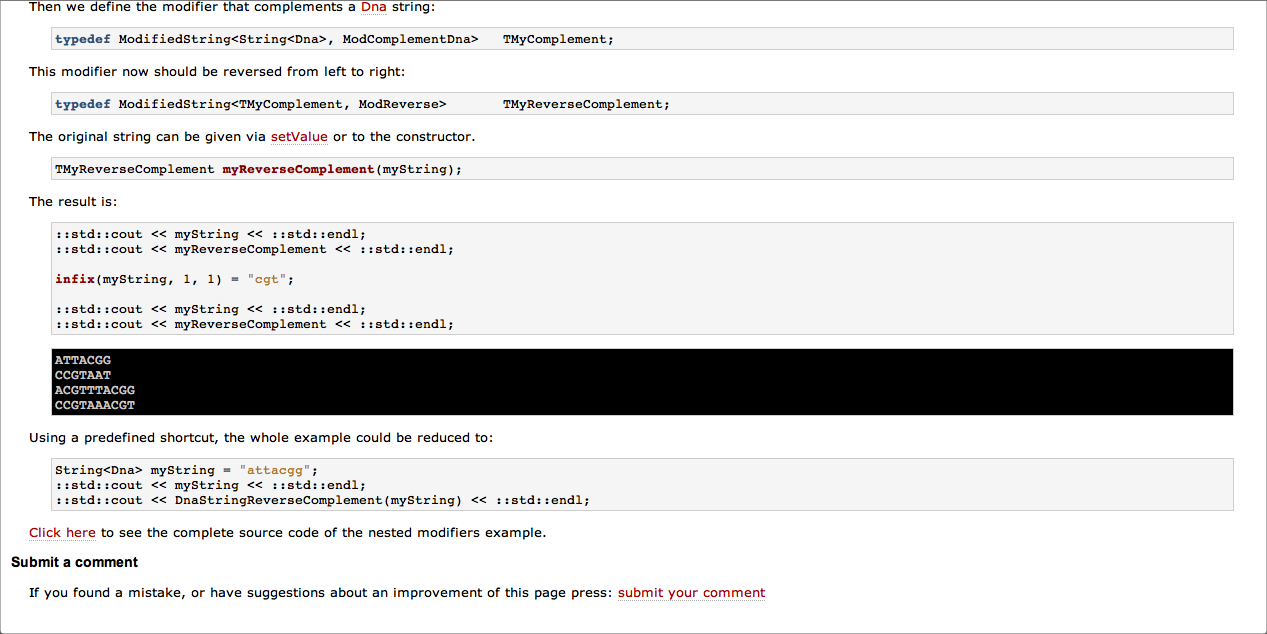 Then we define the modifier that complements a Dna string:
typedef ModifiedString<String<Dna>, ModComplementDna>   TMyComplement;
This modifier now should be reversed from left to right:
typedef ModifiedString<TMyComplement, ModReverse>       TMyReverseComplement;
The original string can be given via setValue or to the constructor.
TMyReverseComplement myReverseComplement(myString);
The result is:
::std::cout << myString << ::std::endl;
::std::cout << myReverseComplement << ::std::endl;
infix(myString, 1, 1) = "cgt";
::std::cout << myString << ::std::endl;
::std::cout << myReverseComplement << ::std::endl;
ATTACGG
CCGTAAT
ACGTTTACGG
CCGTAAACGT
Using a predefined shortcut, the whole example could be reduced to:
String<Dna> myString = "attacgg";
::std::cout << myString << ::std::endl;
::std::cout << DnaStringReverseComplement(myString) << ::std::endl;
Click here to see the complete source code of the nested modifiers example.
Submit a comment
If you found a mistake, or have suggestions about an improvement of this page press: submit your comment